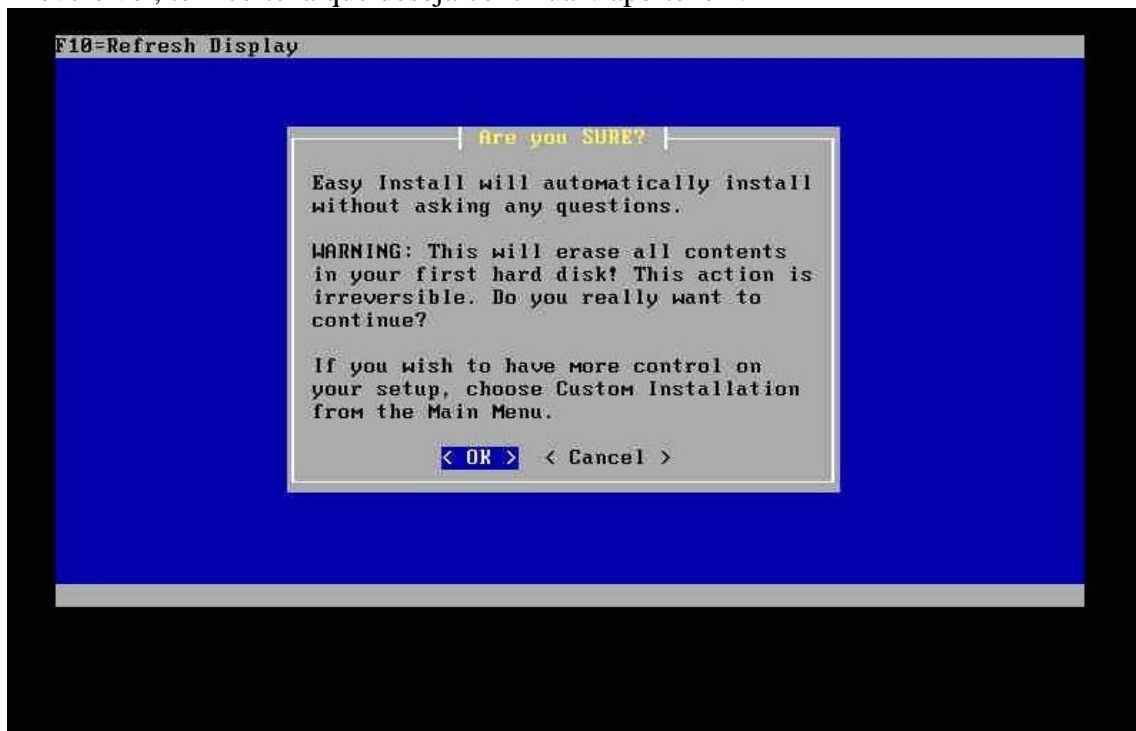 F10=Refresh Display
Are you SURE?
Easy Install will automatically install
without asking any questions.
WARNING: This will erase all contents
in your first hard disk! This action is
irreversible. Do you really want to
continue?
If you wish to have more control on
your setup, choose Custom Installation
from the Main Menu.
< OK > < Cancel >